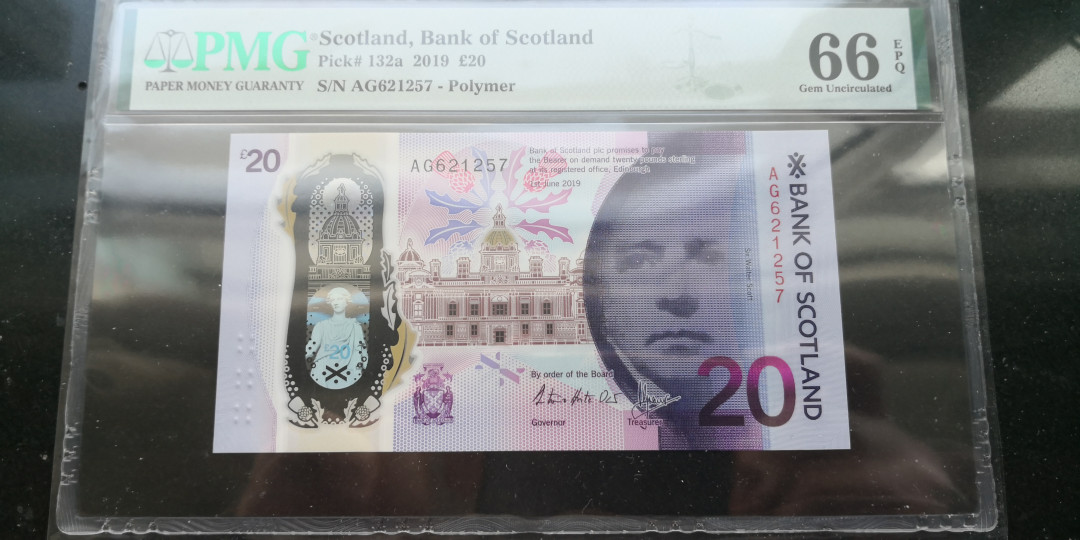 PMG®
PAPER MONEY GUARANTY
Scotland, Bank of Scotland
Pick# 132a 2019 £20
S/N AG621257 - Polymer
66
EPQ
Gem Uncirculated
£20
AG621257
Bank of Scotland plc promises to pay
the Bearer on demand twenty pounds sterling
at its registered office, Edinburgh
1st June 2019
20
By order of the Board
Governor
Treasurer
Sir Walter Scott
20
AG621257
BANK OF SCOTLAND